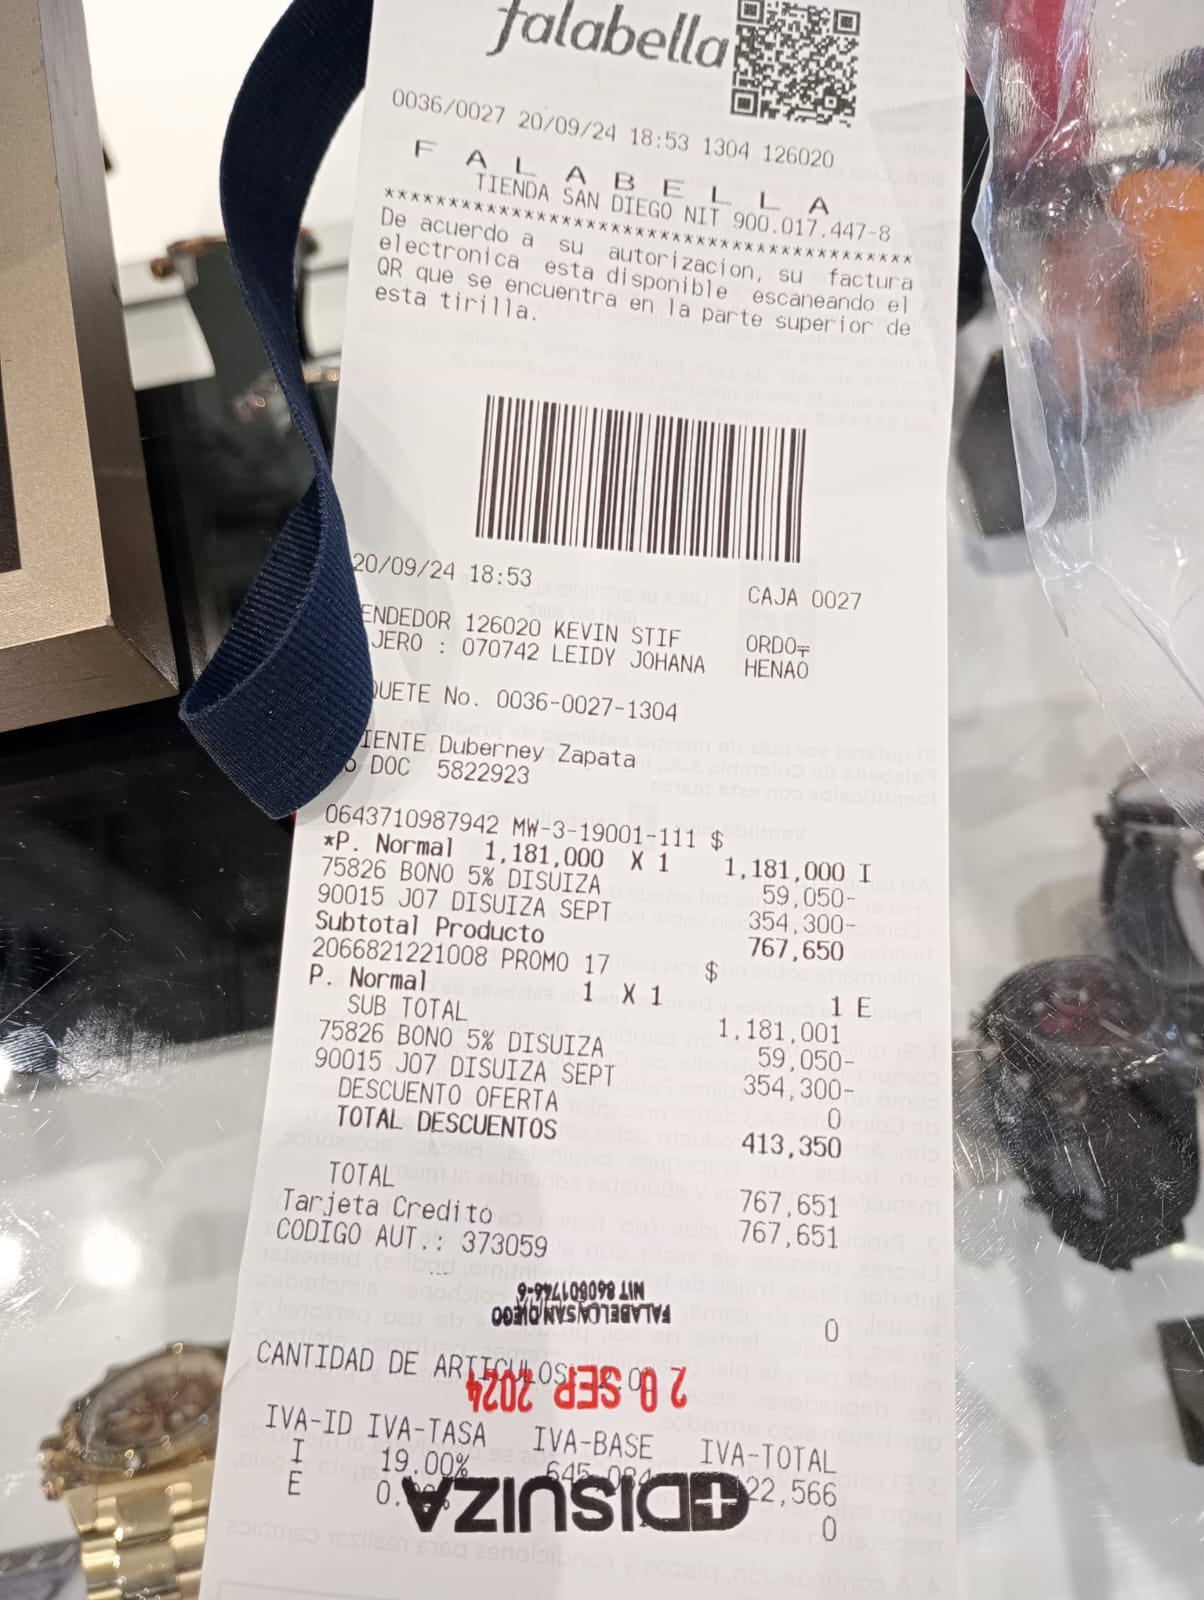 falabella
0036/0027 20/09/24 18:53 1304 126020
F A L A B E L L A
TIENDA SAN DIEGO NIT 900.017.447-8
****************************************
De acuerdo a su autorizacion, su factura
electronica esta disponible escaneando el
QR que se encuentra en la parte superior de
esta tirilla.
20/09/24 18:53 CAJA 0027
ENDEDOR 126020 KEVIN STIF ORDO
JERO : 070742 LEIDY JOHANA HENAO
QUETE No. 0036-0027-1304
IENTE Duberney Zapata
o DOC 5822923
0643710987942 MW-3-19001-111 $
*P. Normal 1,181,000 X 1 1,181,000 I
75826 BONO 5% DISUIZA 59,050-
90015 J07 DISUIZA SEPT 354,300-
Subtotal Producto 767,650
2066821221008 PROMO 17 $
P. Normal 1 X 1 1 E
SUB TOTAL 1,181,001
75826 BONO 5% DISUIZA 59,050-
90015 J07 DISUIZA SEPT 354,300-
DESCUENTO OFERTA 0
TOTAL DESCUENTOS 413,350
TOTAL 767,651
Tarjeta Credito 767,651
CODIGO AUT.: 373059
NIT 860801746-6
FALABELLA SAN DIEGO
0
CANTIDAD DE ARTICULOS
20 SEP 2024
IVA-ID IVA-TASA IVA-BASE IVA-TOTAL
I 19.00% 645,084 22,566
E 0
DISUIZA